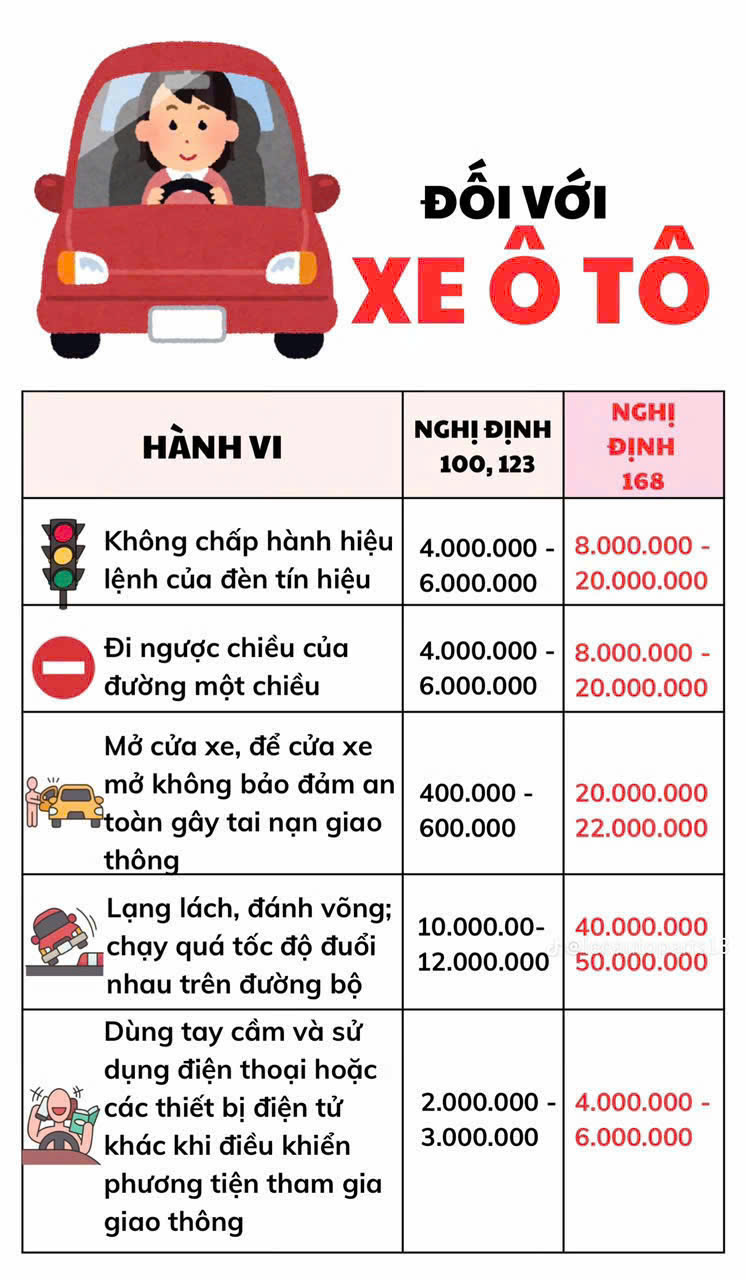 ĐỐI VỚI
XE Ô TÔ
HÀNH VI
NGHỊ ĐỊNH
100, 123
NGHỊ
ĐỊNH
168
Không chấp hành hiệu
lệnh của đèn tín hiệu
4.000.000 -
6.000.000
8.000.000 -
20.000.000
Đi ngược chiều của
đường một chiều
4.000.000 -
6.000.000
8.000.000 -
20.000.000
Mở cửa xe, để cửa xe
mở không bảo đảm an
toàn gây tai nạn giao
thông
400.000 -
600.000
20.000.000
22.000.000
Lạng lách, đánh võng;
chạy quá tốc độ đuổi
nhau trên đường bộ
10.000.00-
12.000.000
40.000.000
50.000.000
Dùng tay cầm và sử
dụng điện thoại hoặc
các thiết bị điện tử
khác khi điều khiển
phương tiện tham gia
giao thông
2.000.000 -
3.000.000
4.000.000 -
6.000.000